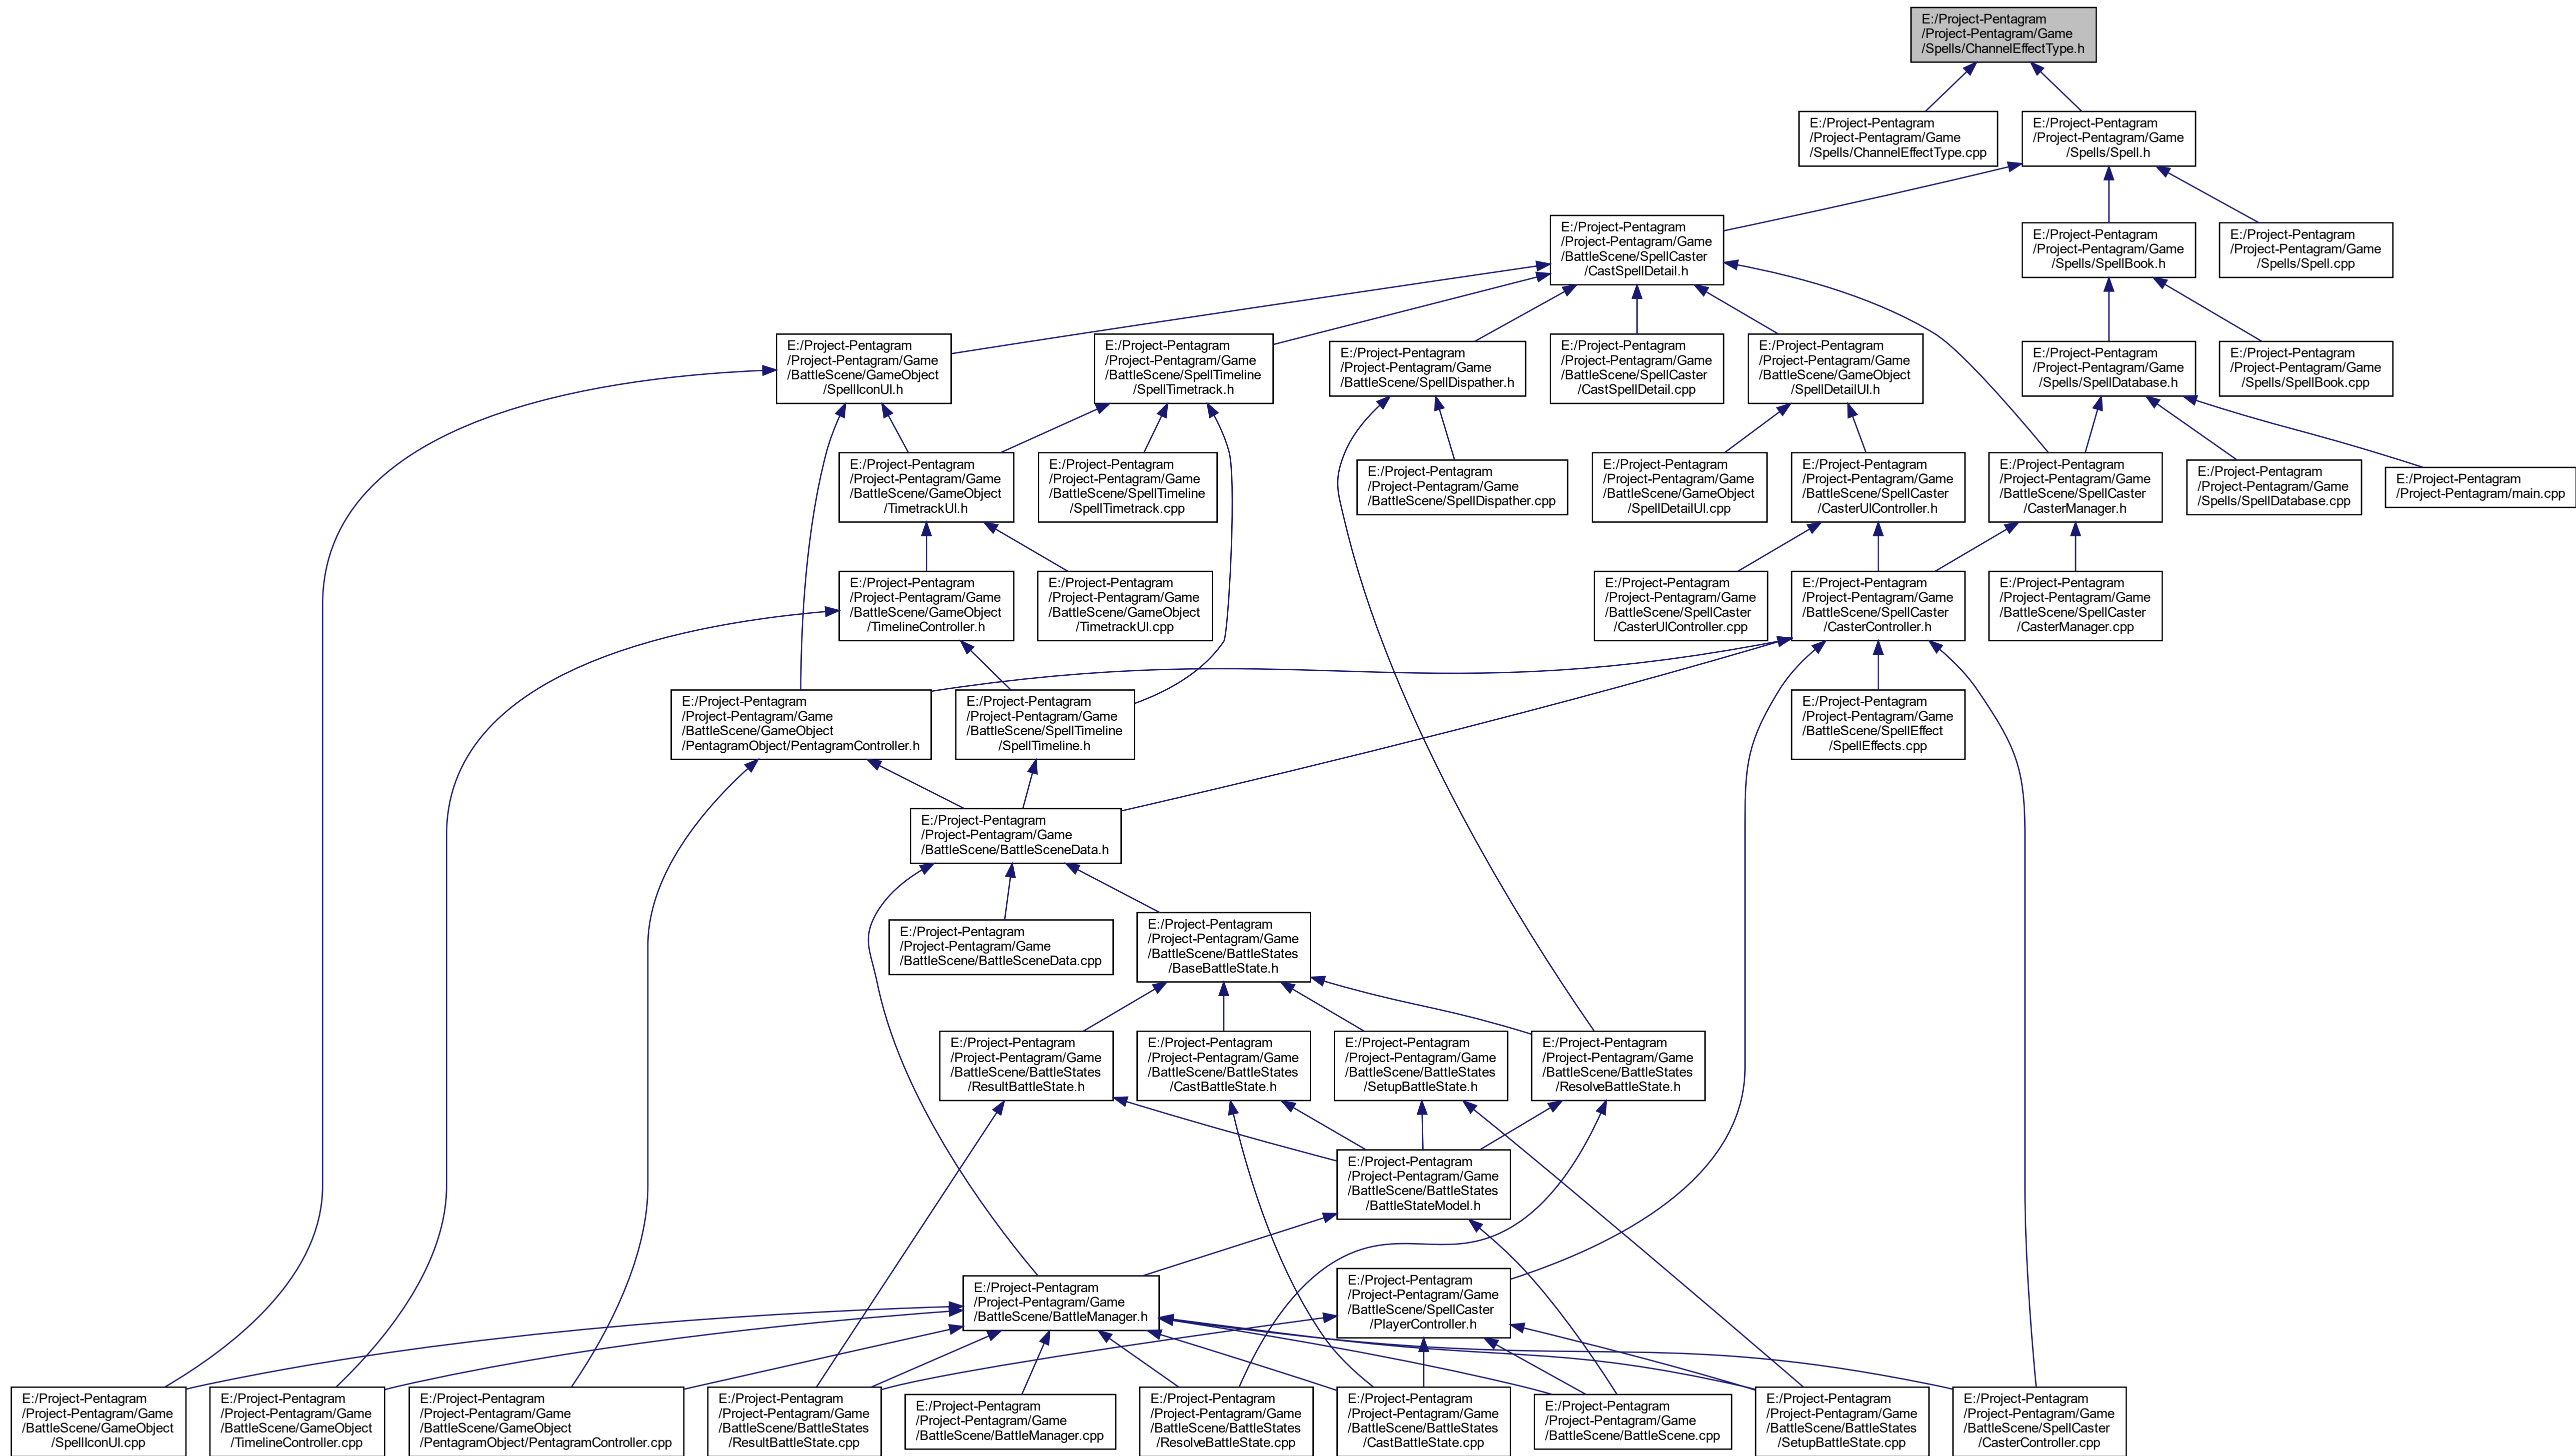 E:/Project-Pentagram
/Project-Pentagram/Game
/Spells/ChannelEffectType.h
E:/Project-Pentagram
/Project-Pentagram/Game
/Spells/ChannelEffectType.cpp
E:/Project-Pentagram
/Project-Pentagram/Game
/Spells/Spell.h
E:/Project-Pentagram
/Project-Pentagram/Game
/BattleScene/SpellCaster
/CastSpellDetail.h
E:/Project-Pentagram
/Project-Pentagram/Game
/Spells/SpellBook.h
E:/Project-Pentagram
/Project-Pentagram/Game
/Spells/Spell.cpp
E:/Project-Pentagram
/Project-Pentagram/Game
/BattleScene/GameObject
/SpellIconUI.h
E:/Project-Pentagram
/Project-Pentagram/Game
/BattleScene/SpellTimeline
/SpellTimetrack.h
E:/Project-Pentagram
/Project-Pentagram/Game
/BattleScene/SpellDispather.h
E:/Project-Pentagram
/Project-Pentagram/Game
/BattleScene/SpellCaster
/CastSpellDetail.cpp
E:/Project-Pentagram
/Project-Pentagram/Game
/BattleScene/GameObject
/SpellDetailUI.h
E:/Project-Pentagram
/Project-Pentagram/Game
/Spells/SpellDatabase.h
E:/Project-Pentagram
/Project-Pentagram/Game
/Spells/SpellBook.cpp
E:/Project-Pentagram
/Project-Pentagram/Game
/BattleScene/GameObject
/TimetrackUI.h
E:/Project-Pentagram
/Project-Pentagram/Game
/BattleScene/SpellTimeline
/SpellTimetrack.cpp
E:/Project-Pentagram
/Project-Pentagram/Game
/BattleScene/SpellDispather.cpp
E:/Project-Pentagram
/Project-Pentagram/Game
/BattleScene/GameObject
/SpellDetailUI.cpp
E:/Project-Pentagram
/Project-Pentagram/Game
/BattleScene/SpellCaster
/CasterUIController.h
E:/Project-Pentagram
/Project-Pentagram/Game
/BattleScene/SpellCaster
/CasterManager.h
E:/Project-Pentagram
/Project-Pentagram/Game
/Spells/SpellDatabase.cpp
E:/Project-Pentagram
/Project-Pentagram/main.cpp
E:/Project-Pentagram
/Project-Pentagram/Game
/BattleScene/GameObject
/TimelineController.h
E:/Project-Pentagram
/Project-Pentagram/Game
/BattleScene/GameObject
/TimetrackUI.cpp
E:/Project-Pentagram
/Project-Pentagram/Game
/BattleScene/SpellCaster
/CasterUIController.cpp
E:/Project-Pentagram
/Project-Pentagram/Game
/BattleScene/SpellCaster
/CasterController.h
E:/Project-Pentagram
/Project-Pentagram/Game
/BattleScene/SpellCaster
/CasterManager.cpp
E:/Project-Pentagram
/Project-Pentagram/Game
/BattleScene/GameObject
/PentagramObject/PentagramController.h
E:/Project-Pentagram
/Project-Pentagram/Game
/BattleScene/SpellTimeline
/SpellTimeline.h
E:/Project-Pentagram
/Project-Pentagram/Game
/BattleScene/SpellEffect
/SpellEffects.cpp
E:/Project-Pentagram
/Project-Pentagram/Game
/BattleScene/BattleSceneData.h
E:/Project-Pentagram
/Project-Pentagram/Game
/BattleScene/BattleSceneData.cpp
E:/Project-Pentagram
/Project-Pentagram/Game
/BattleScene/BattleStates
/BaseBattleState.h
E:/Project-Pentagram
/Project-Pentagram/Game
/BattleScene/BattleStates
/ResultBattleState.h
E:/Project-Pentagram
/Project-Pentagram/Game
/BattleScene/BattleStates
/CastBattleState.h
E:/Project-Pentagram
/Project-Pentagram/Game
/BattleScene/BattleStates
/SetupBattleState.h
E:/Project-Pentagram
/Project-Pentagram/Game
/BattleScene/BattleStates
/ResolveBattleState.h
E:/Project-Pentagram
/Project-Pentagram/Game
/BattleScene/BattleStates
/BattleStateModel.h
E:/Project-Pentagram
/Project-Pentagram/Game
/BattleScene/BattleManager.h
E:/Project-Pentagram
/Project-Pentagram/Game
/BattleScene/SpellCaster
/PlayerController.h
E:/Project-Pentagram
/Project-Pentagram/Game
/BattleScene/GameObject
/SpellIconUI.cpp
E:/Project-Pentagram
/Project-Pentagram/Game
/BattleScene/GameObject
/TimelineController.cpp
E:/Project-Pentagram
/Project-Pentagram/Game
/BattleScene/GameObject
/PentagramObject/PentagramController.cpp
E:/Project-Pentagram
/Project-Pentagram/Game
/BattleScene/BattleStates
/ResultBattleState.cpp
E:/Project-Pentagram
/Project-Pentagram/Game
/BattleScene/BattleManager.cpp
E:/Project-Pentagram
/Project-Pentagram/Game
/BattleScene/BattleStates
/ResolveBattleState.cpp
E:/Project-Pentagram
/Project-Pentagram/Game
/BattleScene/BattleStates
/CastBattleState.cpp
E:/Project-Pentagram
/Project-Pentagram/Game
/BattleScene/BattleScene.cpp
E:/Project-Pentagram
/Project-Pentagram/Game
/BattleScene/BattleStates
/SetupBattleState.cpp
E:/Project-Pentagram
/Project-Pentagram/Game
/BattleScene/SpellCaster
/CasterController.cpp